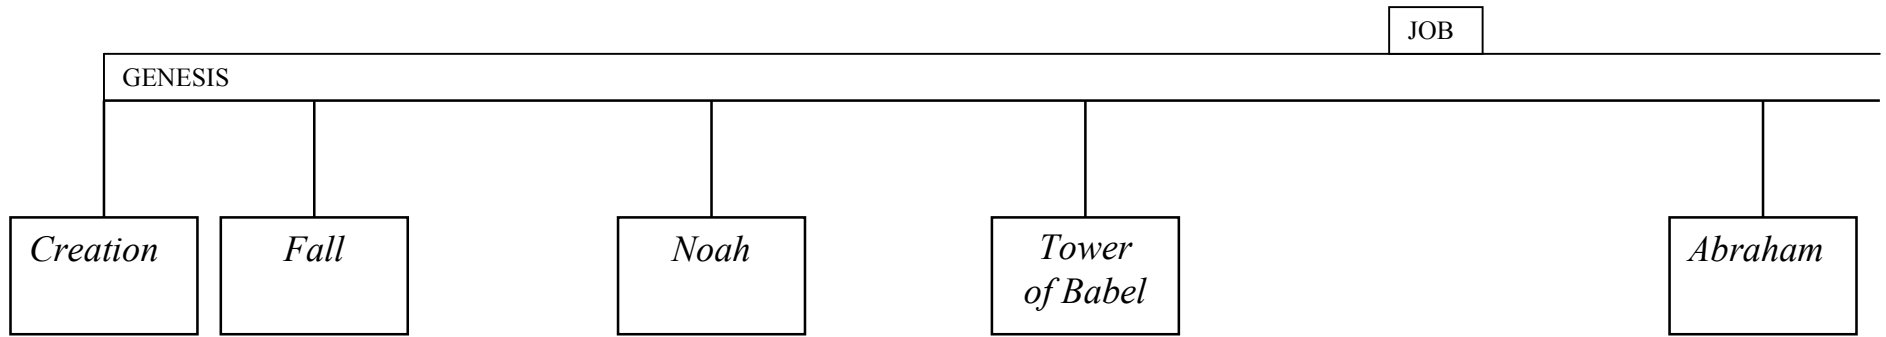 JOB
GENESIS
Creation
Fall
Noah
Tower
of Babel
Abraham